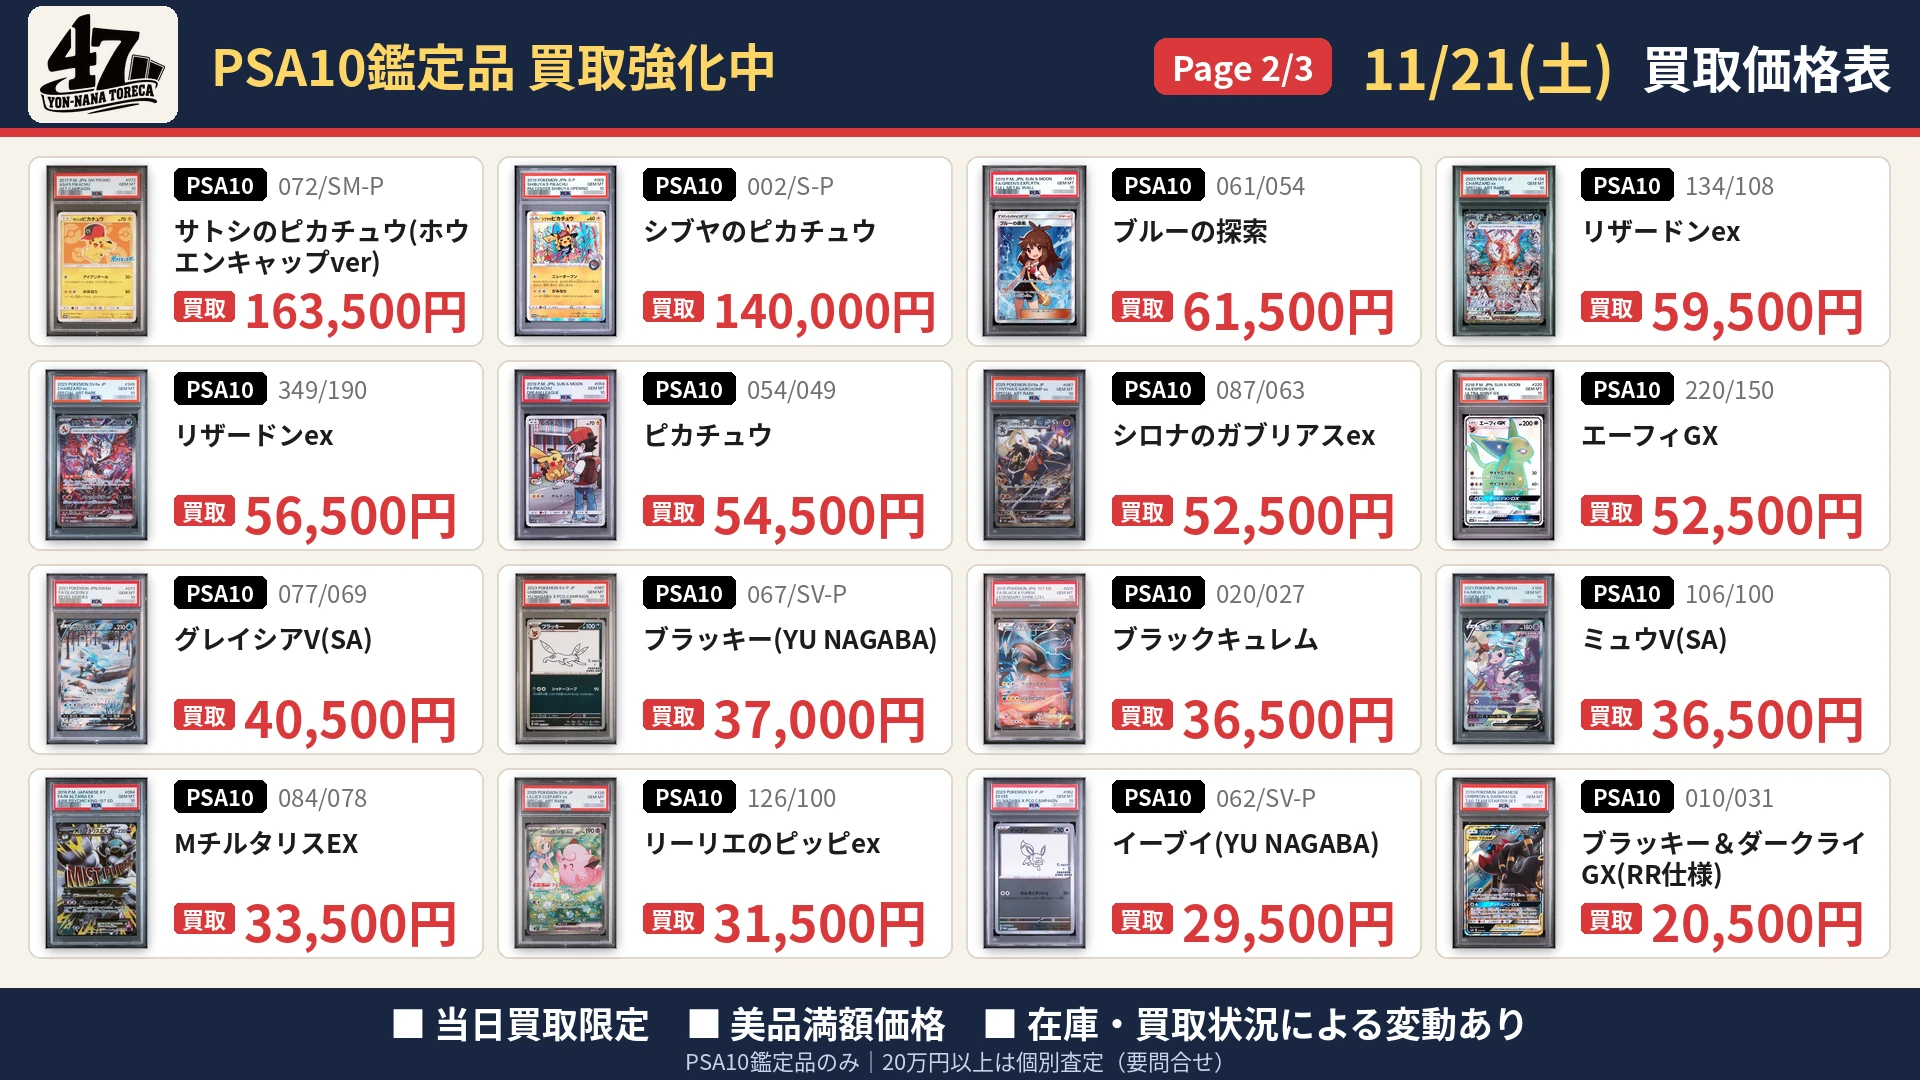 47
YON-NANA TORECA
PSA10鑑定品 買取強化中
Page 2/3
11/21(土) 買取価格表
PSA10 072/SM-P
サトシのピカチュウ(ホウ
エンキャップver)
買取 163,500円
PSA10 002/S-P
シブヤのピカチュウ
買取 140,000円
PSA10 061/054
ブルーの探索
買取 61,500円
PSA10 134/108
リザードンex
買取 59,500円
PSA10 349/190
リザードンex
買取 56,500円
PSA10 054/049
ピカチュウ
買取 54,500円
PSA10 087/063
シロナのガブリアスex
買取 52,500円
PSA10 220/150
エーフィGX
買取 52,500円
PSA10 077/069
グレイシアV(SA)
買取 40,500円
PSA10 067/SV-P
ブラッキー(YU NAGABA)
買取 37,000円
PSA10 020/027
ブラックキュレム
買取 36,500円
PSA10 106/100
ミュウV(SA)
買取 36,500円
PSA10 084/078
MチルタリスEX
買取 33,500円
PSA10 126/100
リーリエのピッピex
買取 31,500円
PSA10 062/SV-P
イーブイ(YU NAGABA)
買取 29,500円
PSA10 010/031
ブラッキー＆ダークライ
GX(RR仕様)
買取 20,500円
■ 当日買取限定 ■ 美品満額価格 ■ 在庫・買取状況による変動あり
PSA10鑑定品のみ｜20万円以上は個別査定（要問合せ）